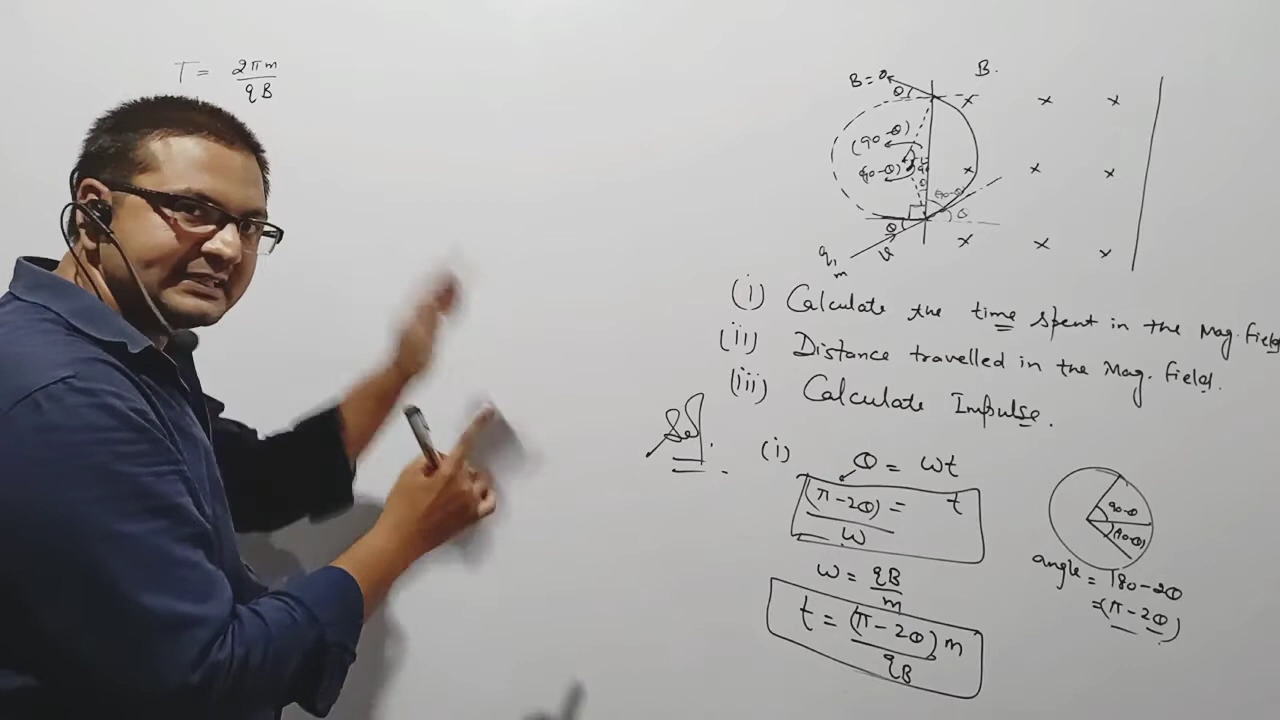 T = 2πm
qB
B.
B = 0
θ
(90-θ)
(90-θ)
(90-θ)
θ
θ
q, m
v
(i) Calculate the time spent in the Mag. field
(ii) Distance travelled in the Mag. field.
(iii) Calculate Impulse.
Sol.
(i) θ = ωt
(π-2θ) = t
ω
ω = qB
m
t = (π-2θ) m
qB
90-θ
(90-θ)
angle = 180-2θ
=(π-2θ)